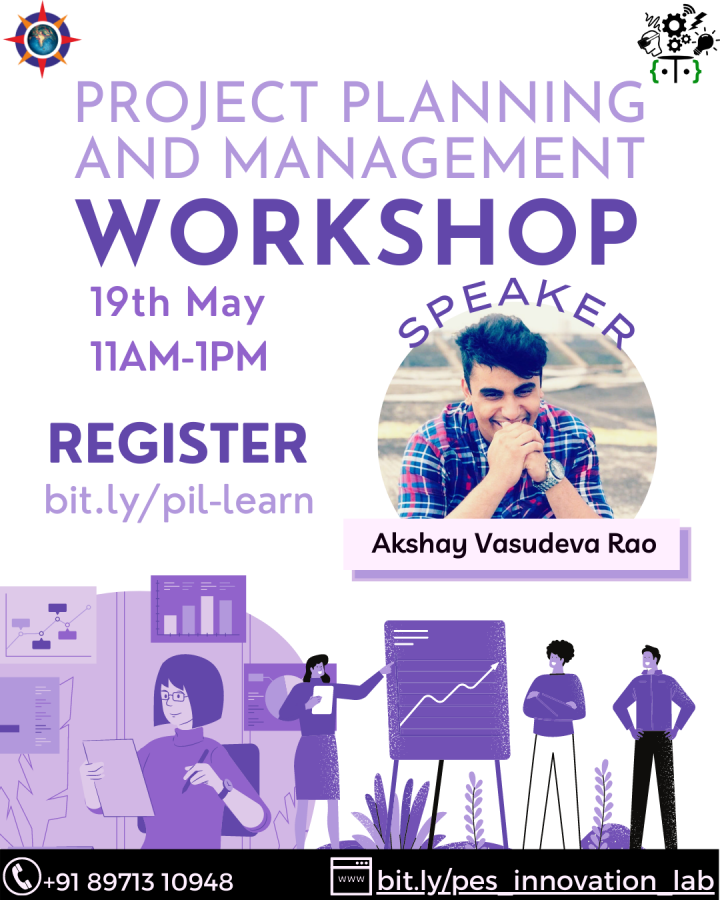 PROJECT PLANNING
AND MANAGEMENT
WORKSHOP
19th May
11AM-1PM
SPEAKER
REGISTER
bit.ly/pil-learn
Akshay Vasudeva Rao
+91 89713 10948
www
bit.ly/pes_innovation_lab